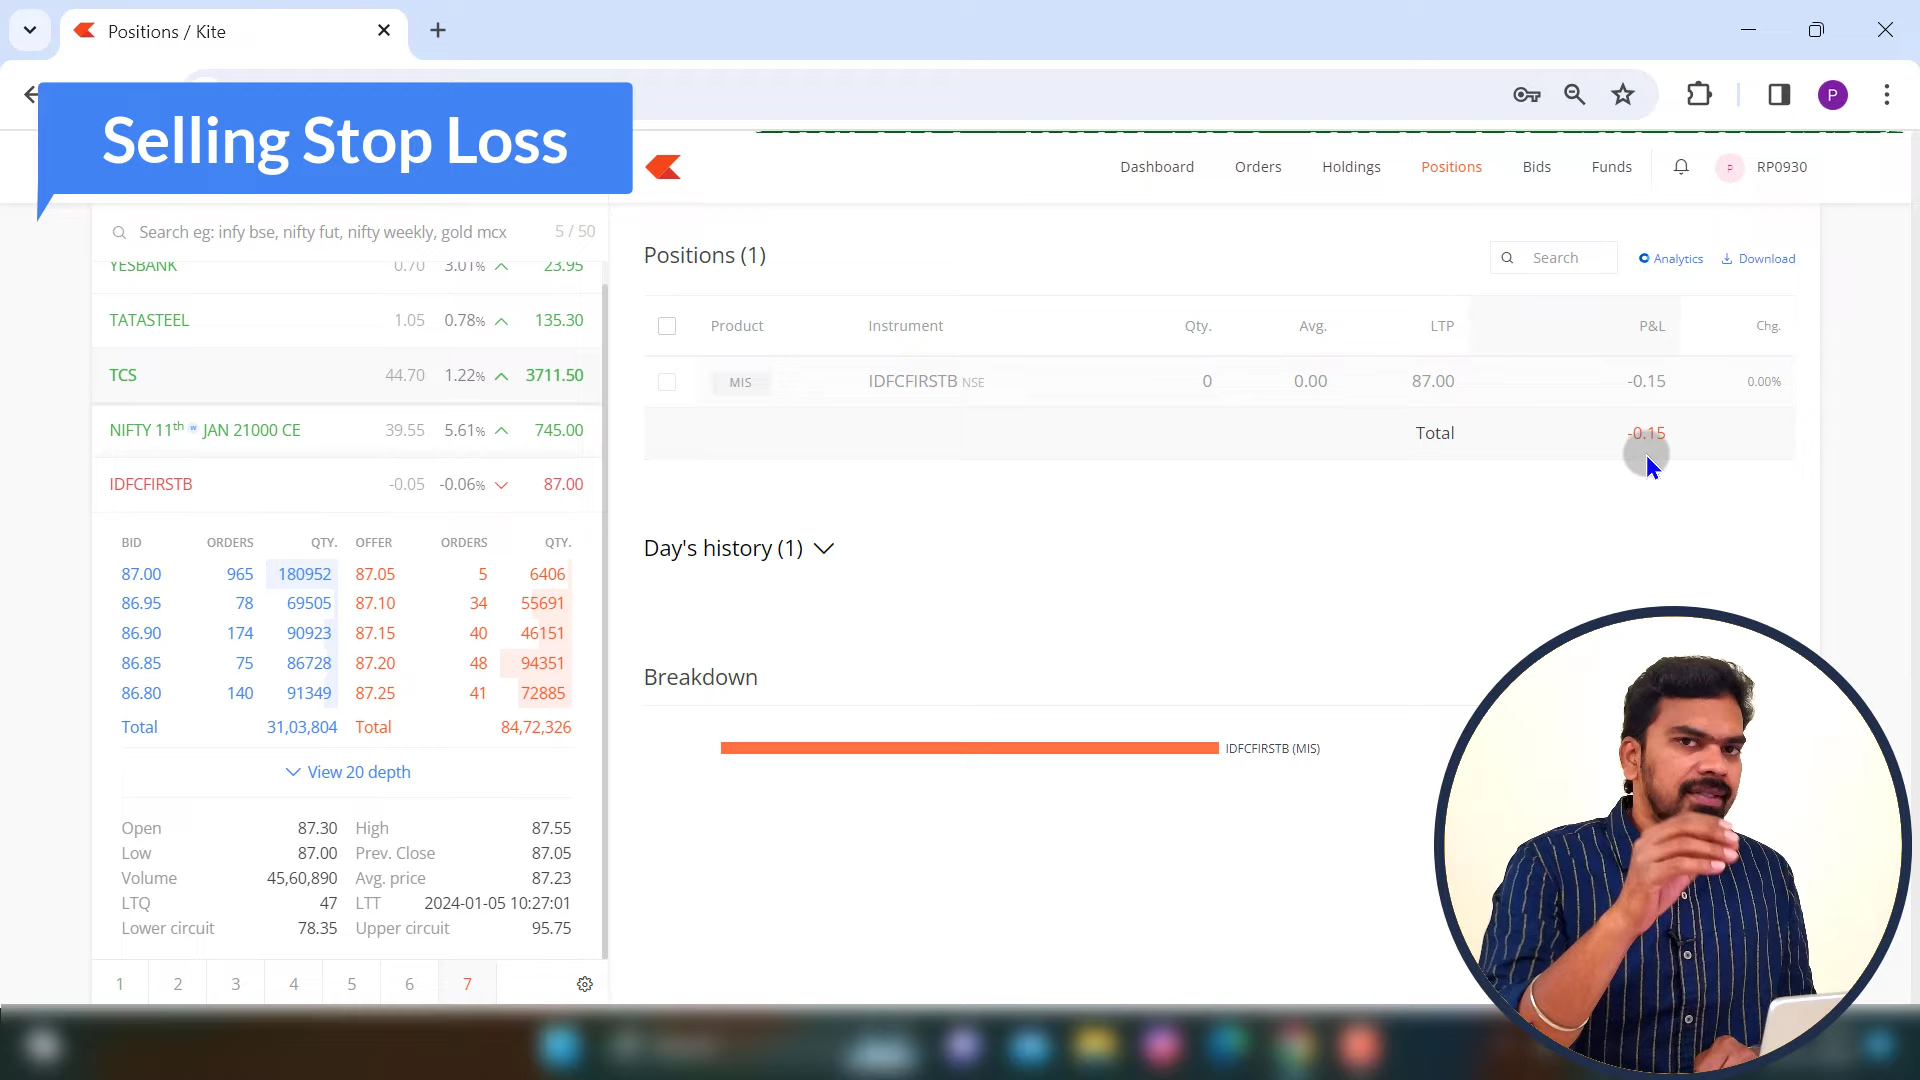 Positions / Kite
Selling Stop Loss
P
Dashboard Orders Holdings Positions Bids Funds P RP0930
Search eg: infy bse, nifty fut, nifty weekly, gold mcx 5 / 50
YESBANK 0.70 3.01% 23.95
TATASTEEL 1.05 0.78% 135.30
TCS 44.70 1.22% 3711.50
NIFTY 11th w JAN 21000 CE 39.55 5.61% 745.00
IDFCFIRSTB -0.05 -0.06% 87.00
BID ORDERS QTY. OFFER ORDERS QTY.
87.00 965 180952 87.05 5 6406
86.95 78 69505 87.10 34 55691
86.90 174 90923 87.15 40 46151
86.85 75 86728 87.20 48 94351
86.80 140 91349 87.25 41 72885
Total 31,03,804 Total 84,72,326
View 20 depth
Open 87.30 High 87.55
Low 87.00 Prev. Close 87.05
Volume 45,60,890 Avg. price 87.23
LTQ 47 LTT 2024-01-05 10:27:01
Lower circuit 78.35 Upper circuit 95.75
1 2 3 4 5 6 7
Positions (1) Search Analytics Download
Product Instrument Qty. Avg. LTP P&L Chg.
MIS IDFCFIRSTB NSE 0 0.00 87.00 -0.15 0.00%
Total -0.15
Day's history (1)
Breakdown
IDFCFIRSTB (MIS)